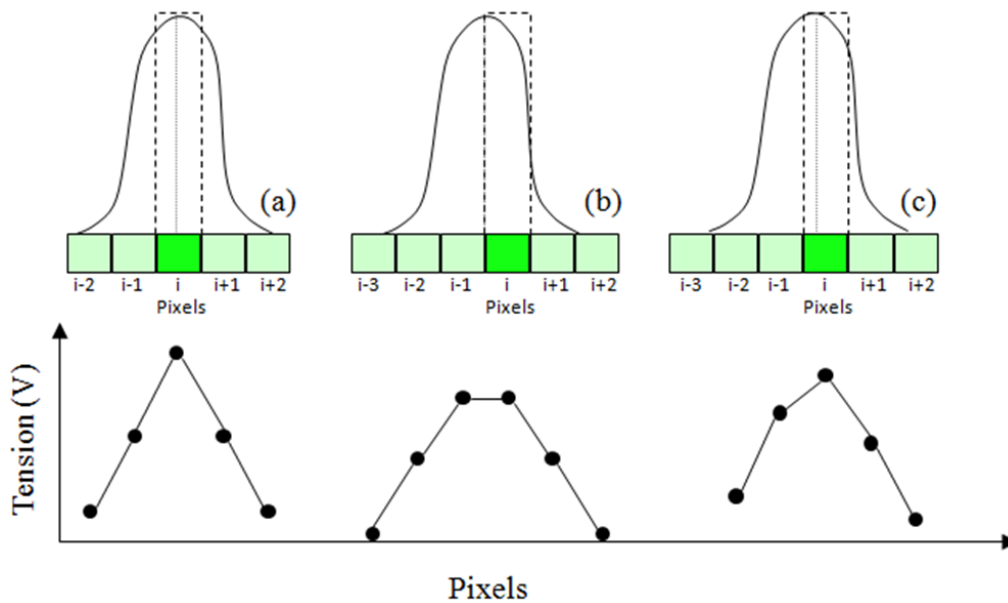 (a)
(b)
(c)
i-2 i-1 i i+1 i+2
i-3 i-2 i-1 i i+1 i+2
i-3 i-2 i-1 i i+1 i+2
Pixels
Pixels
Pixels
Tension (V)
Pixels